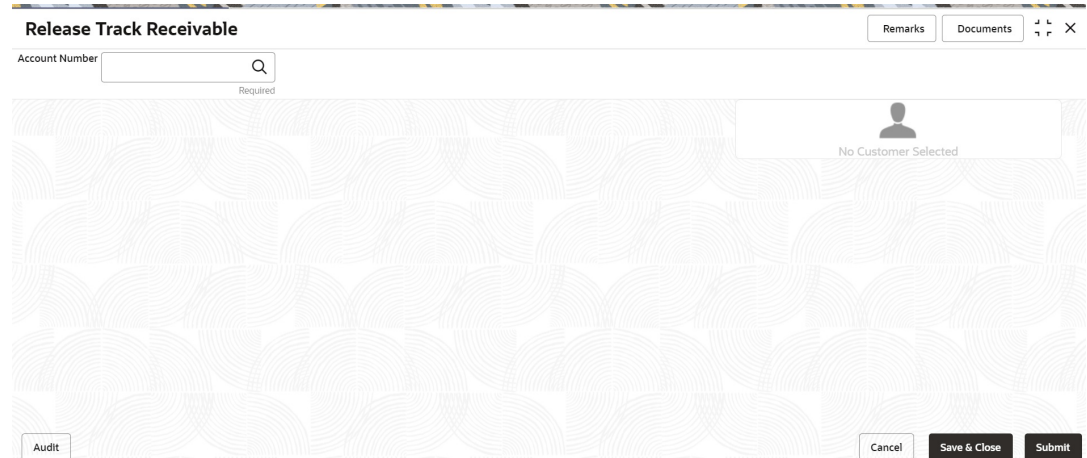 Release Track Receivable
Remarks
Documents
Account Number
Required
No Customer Selected
Audit
Cancel
Save & Close
Submit